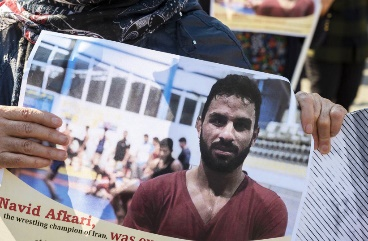 Navid Afkari,
the wrestling champion of Iran, was